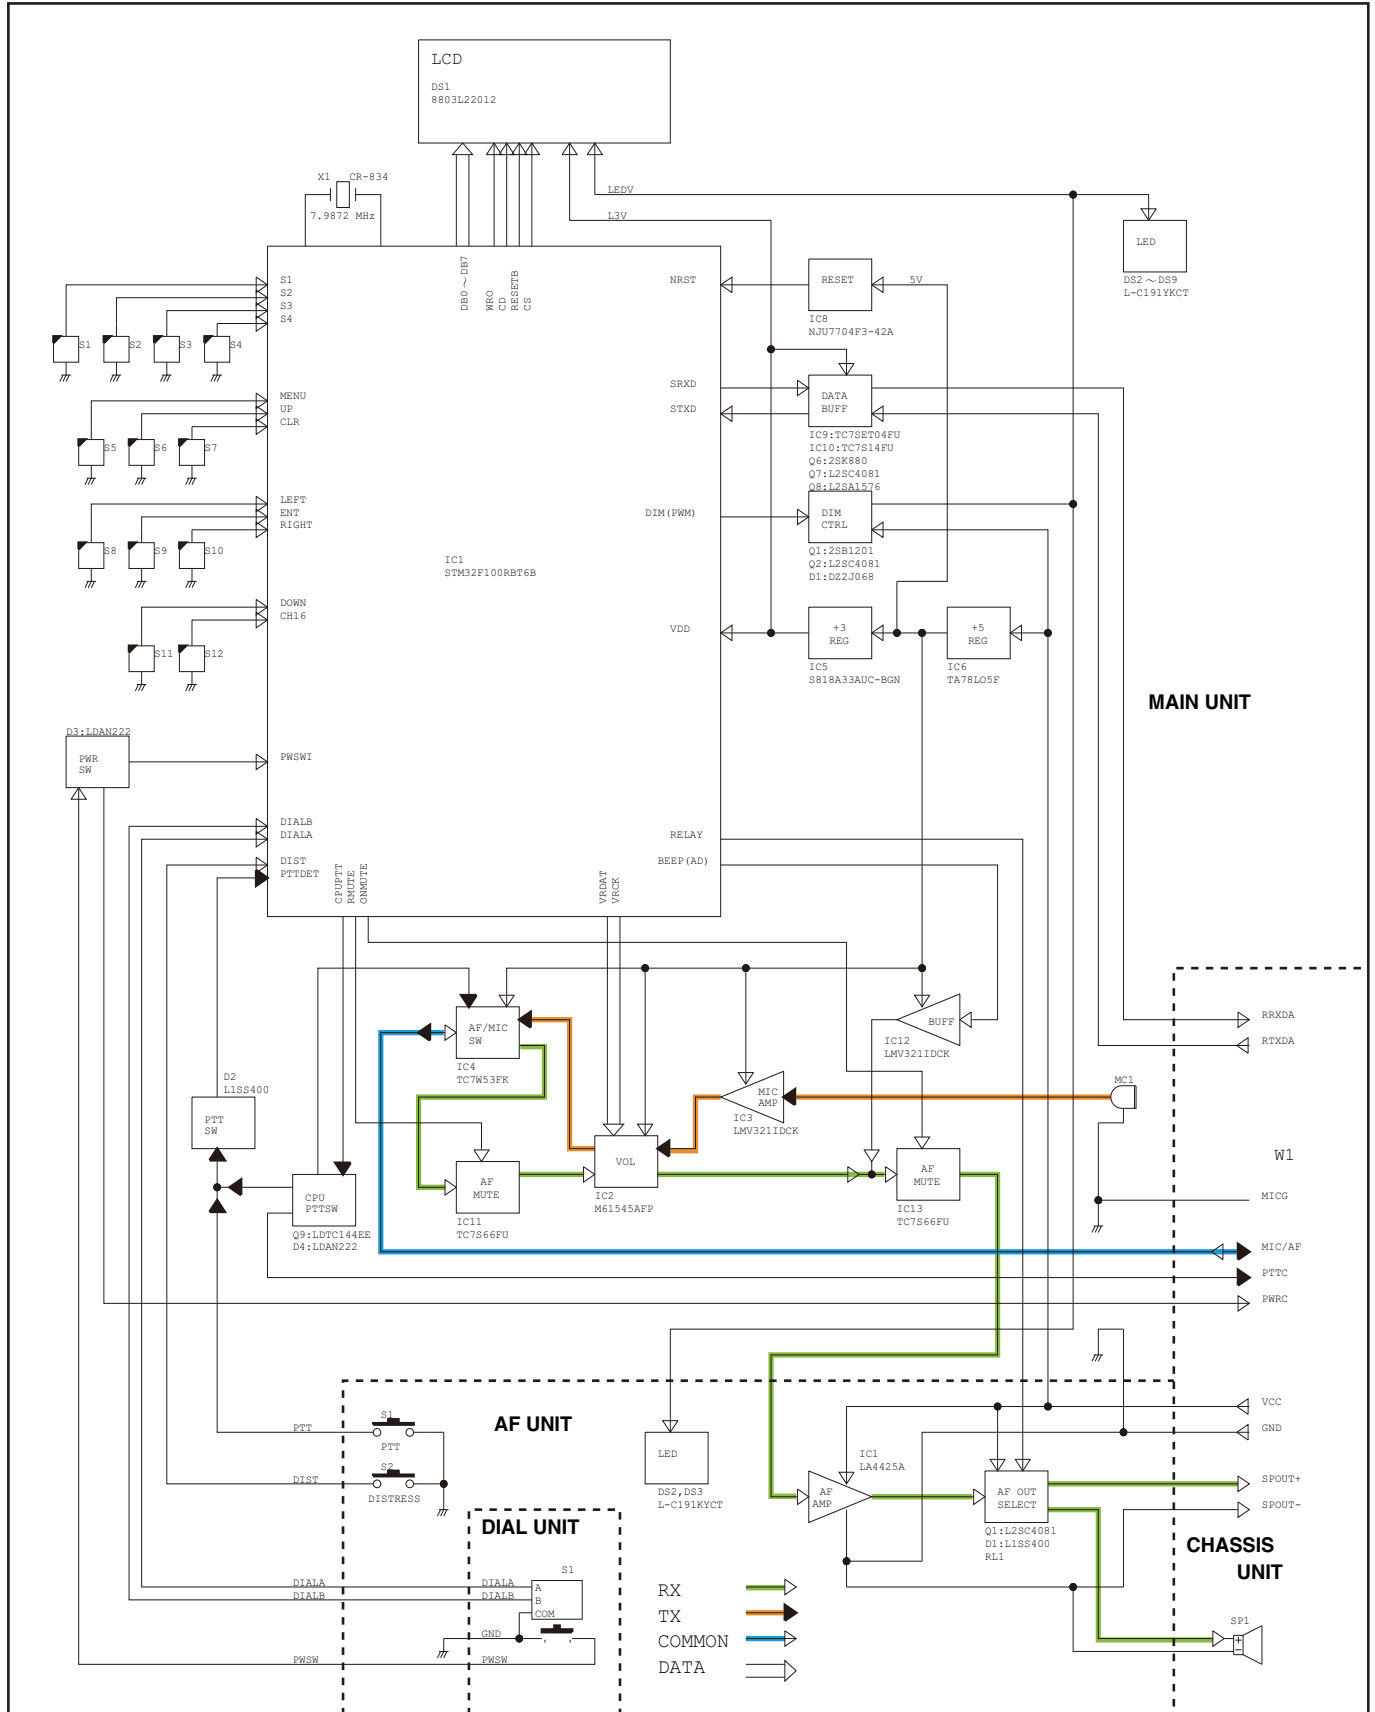 LCD
DS1
8803L22012
X1 CR-834
7.9872 MHz
LEDV
L3V
LED
DS2～DS9
L-C191YKCT
DB0～DB7
WRO
CD
RESETB
CS
S1
S2
S3
S4
S1
S2
S3
S4
NRST
RESET
5V
IC8
NJU7704F3-42A
MENU
UP
CLR
S5
S6
S7
SRXD
STXD
DATA
BUFF
IC9:TC7SET04FU
IC10:TC7S14FU
Q6:2SK880
Q7:L2SC4081
Q8:L2SA1576
LEFT
ENT
RIGHT
S8
S9
S10
DIM(PWM)
DIM
CTRL
Q1:2SB1201
Q2:L2SC4081
D1:DZ2J068
IC1
STM32F100RBT6B
DOWN
CH16
S11
S12
VDD
+3
REG
IC5
S818A33AUC-BGN
+5
REG
IC6
TA78LO5F
MAIN UNIT
D3:LDAN222
PWR
SW
PWSWI
DIALB
DIALA
DIST
PTTDET
CPUPTT
RMUTE
ONMUTE
VRDAT
VRCK
RELAY
BEEP(AD)
AF/MIC
SW
IC4
TC7W53FK
BUFF
IC12
LMV321IDCK
RRXDA
RTXDA
D2
L1SS400
PTT
SW
MIC
AMP
IC3
LMV321IDCK
MC1
W1
CPU
PTTSW
Q9:LDTC144EE
D4:LDAN222
AF
MUTE
IC11
TC7S66FU
VOL
IC2
M61545AFP
AF
MUTE
IC13
TC7S66FU
MICG
MIC/AF
PTTC
PWRC
VCC
GND
AF UNIT
S1
PTT
PTT
S2
DIST
DISTRESS
LED
DS2,DS3
L-C191KYCT
IC1
LA4425A
AF
AMP
AF OUT
SELECT
Q1:L2SC4081
D1:L1SS400
RL1
SPOUT+
SPOUT-
CHASSIS
UNIT
DIAL UNIT
S1
DIALA
DIALA
A
DIALB
DIALB
B
COM
GND
PWSW
PWSW
RX
TX
COMMON
DATA
SP1
+
−